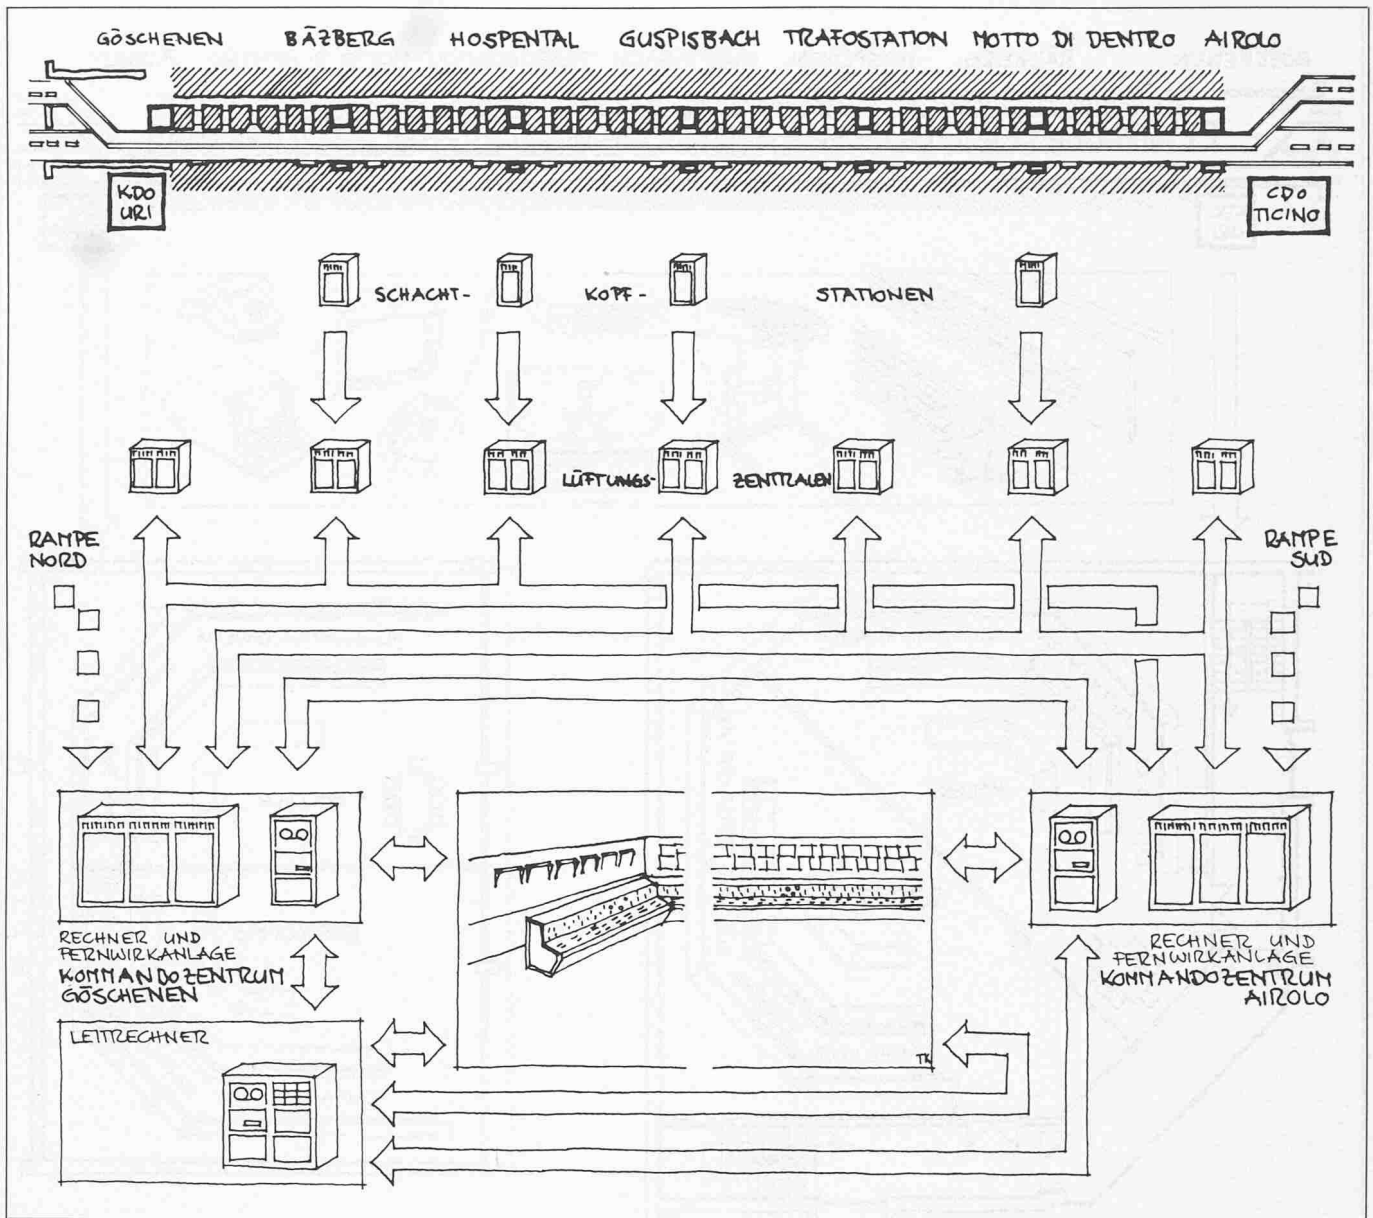 GÖSCHENEN BÄZBERG HOSPENTAL GUSPISBACH TRAFOSTATION MOTTO DI DENTRO AIROLO
KDO
URI
CDO
TICINO
SCHACHT- KOPF- STATIONEN
LÜFTUNGS- ZENTRALEN
RAMPE
NORD
RAMPE
SUD
RECHNER UND
FERNWIRKANLAGE
KOMMANDOZENTRUM
GÖSCHENEN
RECHNER UND
FERNWIRKANLAGE
KOMMANDOZENTRUM
AIROLO
LEITRECHNER